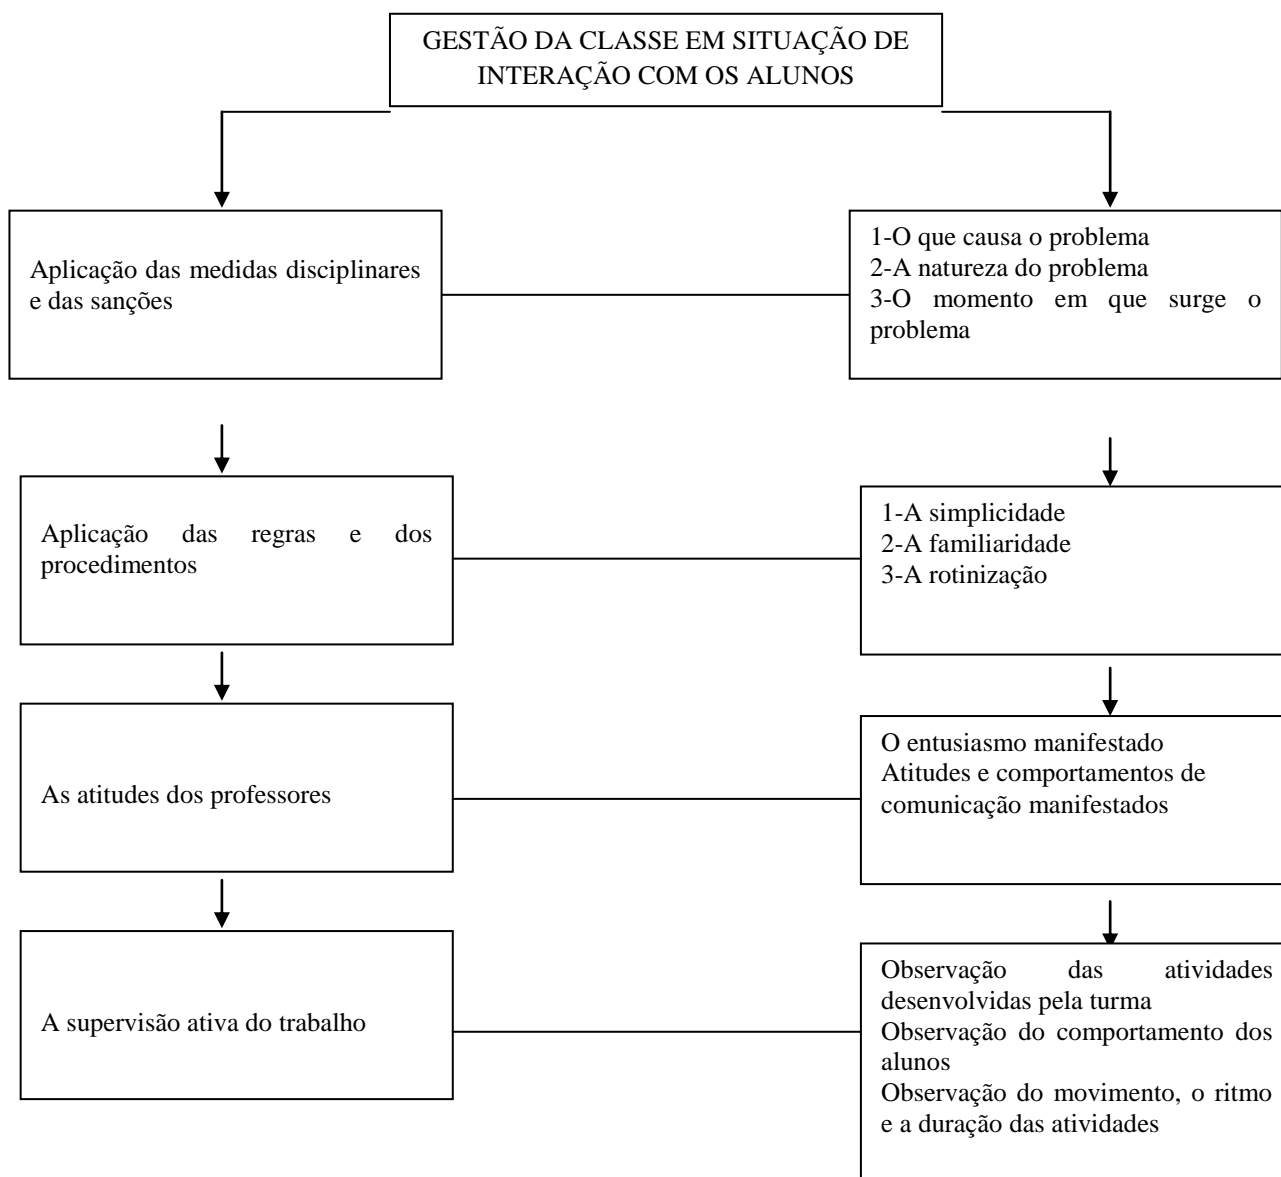 GESTÃO DA CLASSE EM SITUAÇÃO DE
INTERAÇÃO COM OS ALUNOS
Aplicação das medidas disciplinares
e das sanções
1-O que causa o problema
2-A natureza do problema
3-O momento em que surge o
problema
Aplicação das regras e dos
procedimentos
1-A simplicidade
2-A familiaridade
3-A rotinização
As atitudes dos professores
O entusiasmo manifestado
Atitudes e comportamentos de
comunicação manifestados
A supervisão ativa do trabalho
Observação das atividades
desenvolvidas pela turma
Observação do comportamento dos
alunos
Observação do movimento, o ritmo
e a duração das atividades